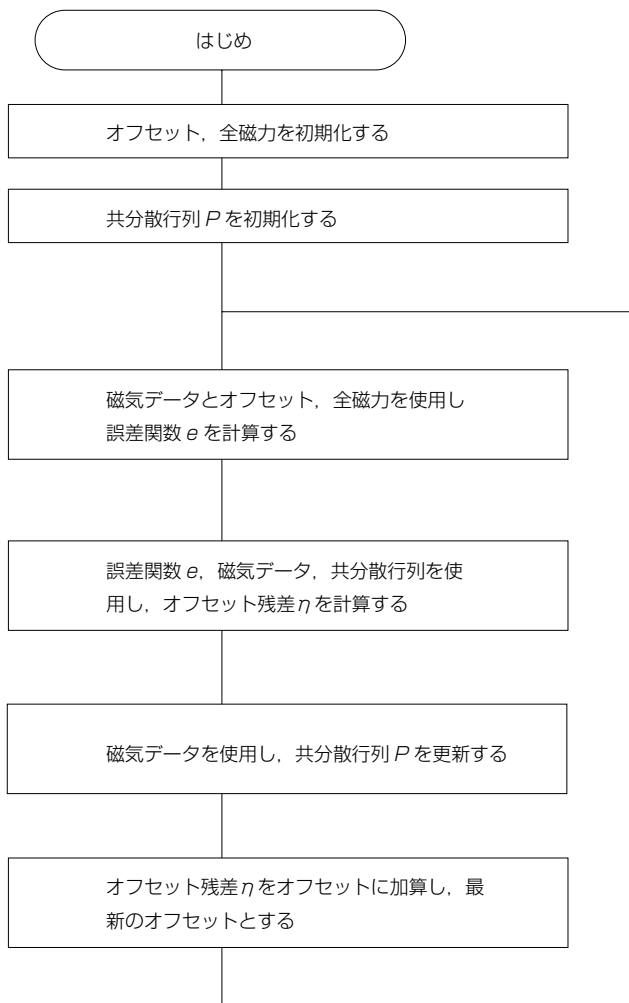 はじめ
オフセット，全磁力を初期化する
共分散行列 P を初期化する
磁気データとオフセット，全磁力を使用し
誤差関数 e を計算する
誤差関数 e，磁気データ，共分散行列を使
用し，オフセット残差ηを計算する
磁気データを使用し，共分散行列 P を更新する
オフセット残差ηをオフセットに加算し，最
新のオフセットとする